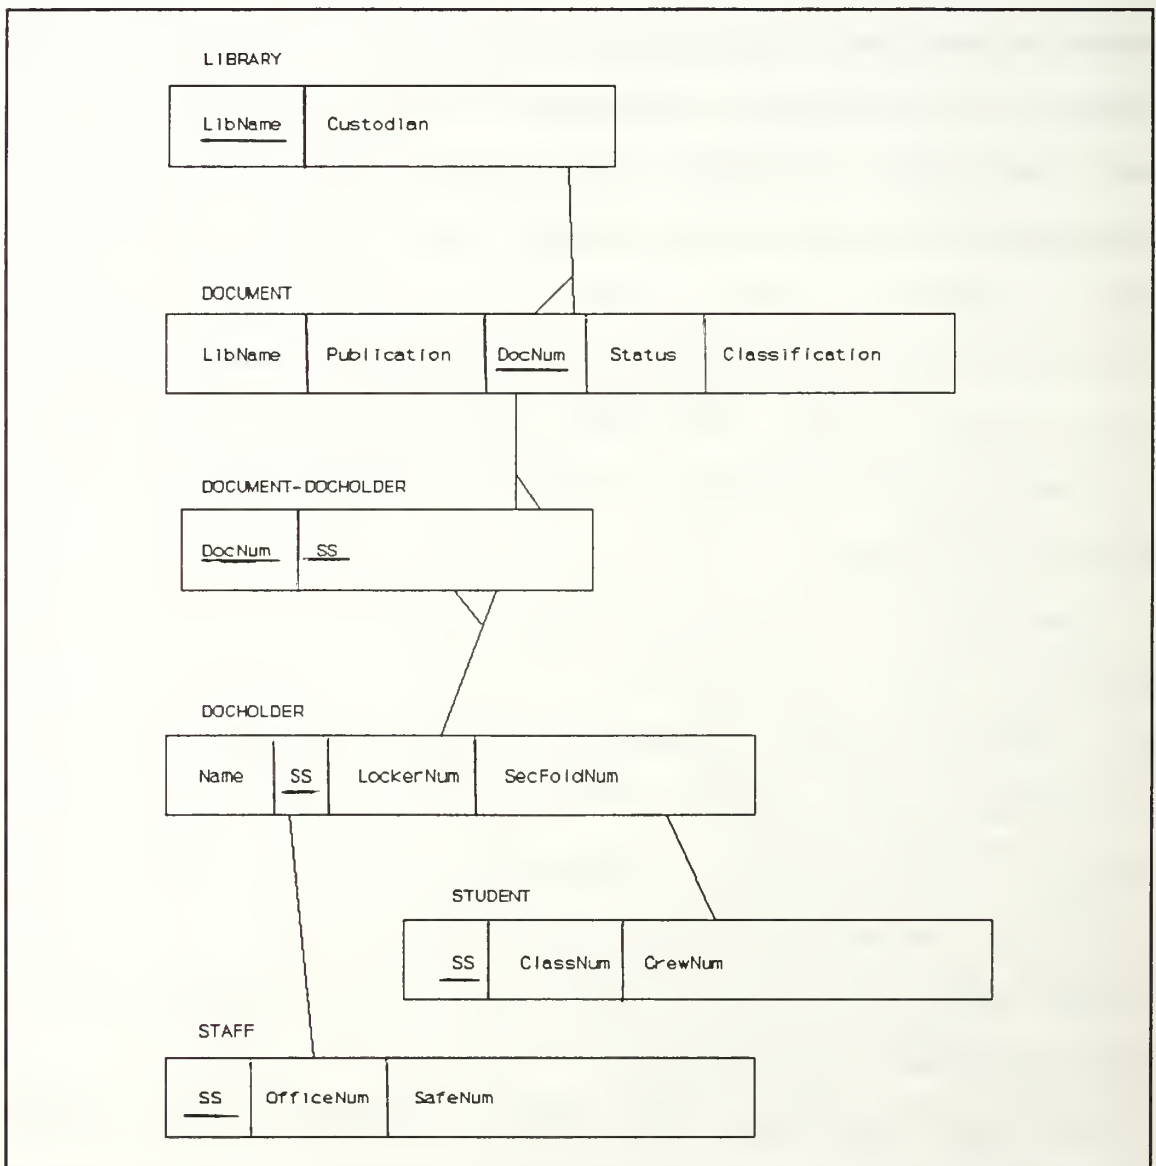 LIBRARY
LibName Custodian
DOCUMENT
LibName Publication DocNum Status Classification
DOCUMENT-DOCHOLDER
DocNum SS
DOCHOLDER
Name SS LockerNum SecFoldNum
STUDENT
SS ClassNum CrewNum
STAFF
SS OfficeNum SafeNum